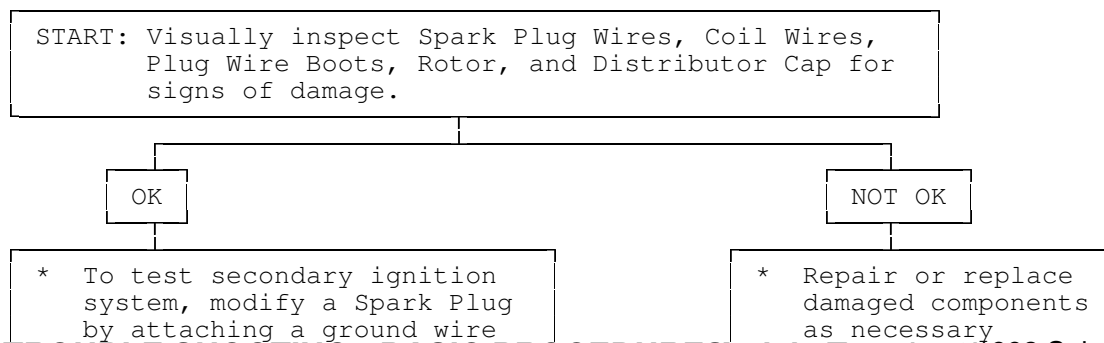 START: Visually inspect Spark Plug Wires, Coil Wires,
Plug Wire Boots, Rotor, and Distributor Cap for
signs of damage.
OK
NOT OK
* To test secondary ignition
system, modify a Spark Plug
by attaching a ground wire
* Repair or replace
damaged components
as necessary